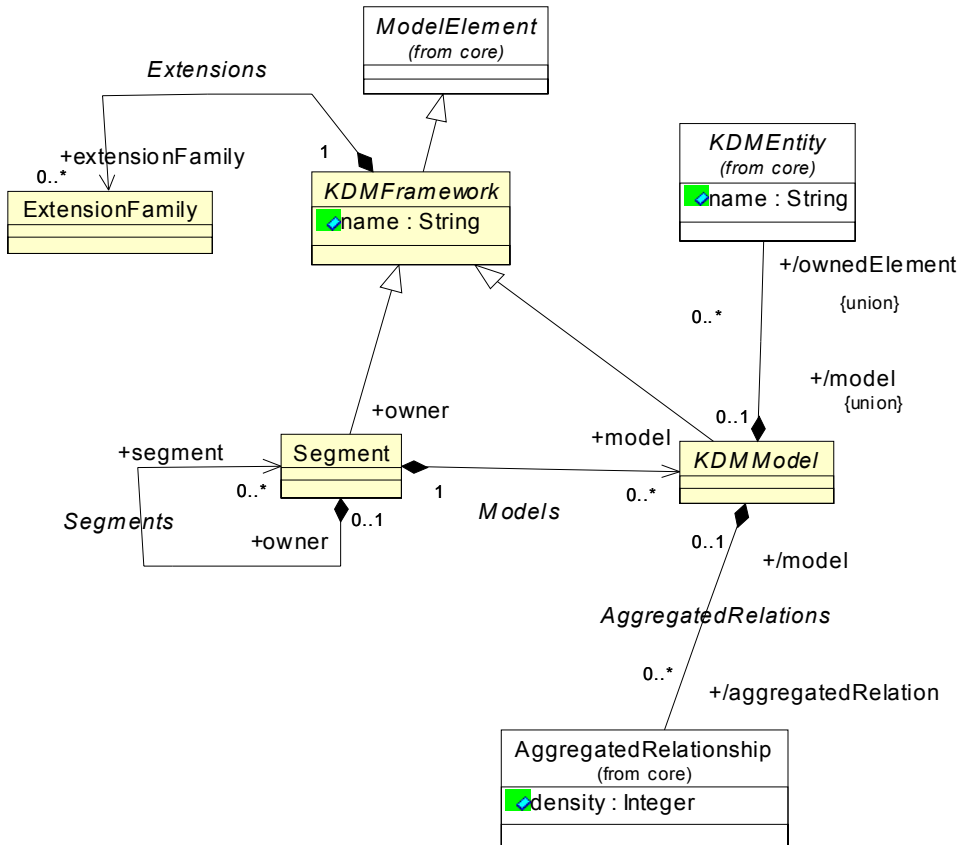 ModelElement
(from core)
Extensions
+extensionFamily
0..*
1
ExtensionFamily
KDMFramework
name : String
KDMEntity
(from core)
name : String
+/ownedElement
{union}
0..*
+/model
{union}
0..1
+owner
+segment
Segment
0..*
1
0..1
Segments
+owner
+model
0..*
Models
KDMModel
0..1
+/model
AggregatedRelations
0..*
+/aggregatedRelation
AggregatedRelationship
(from core)
density : Integer